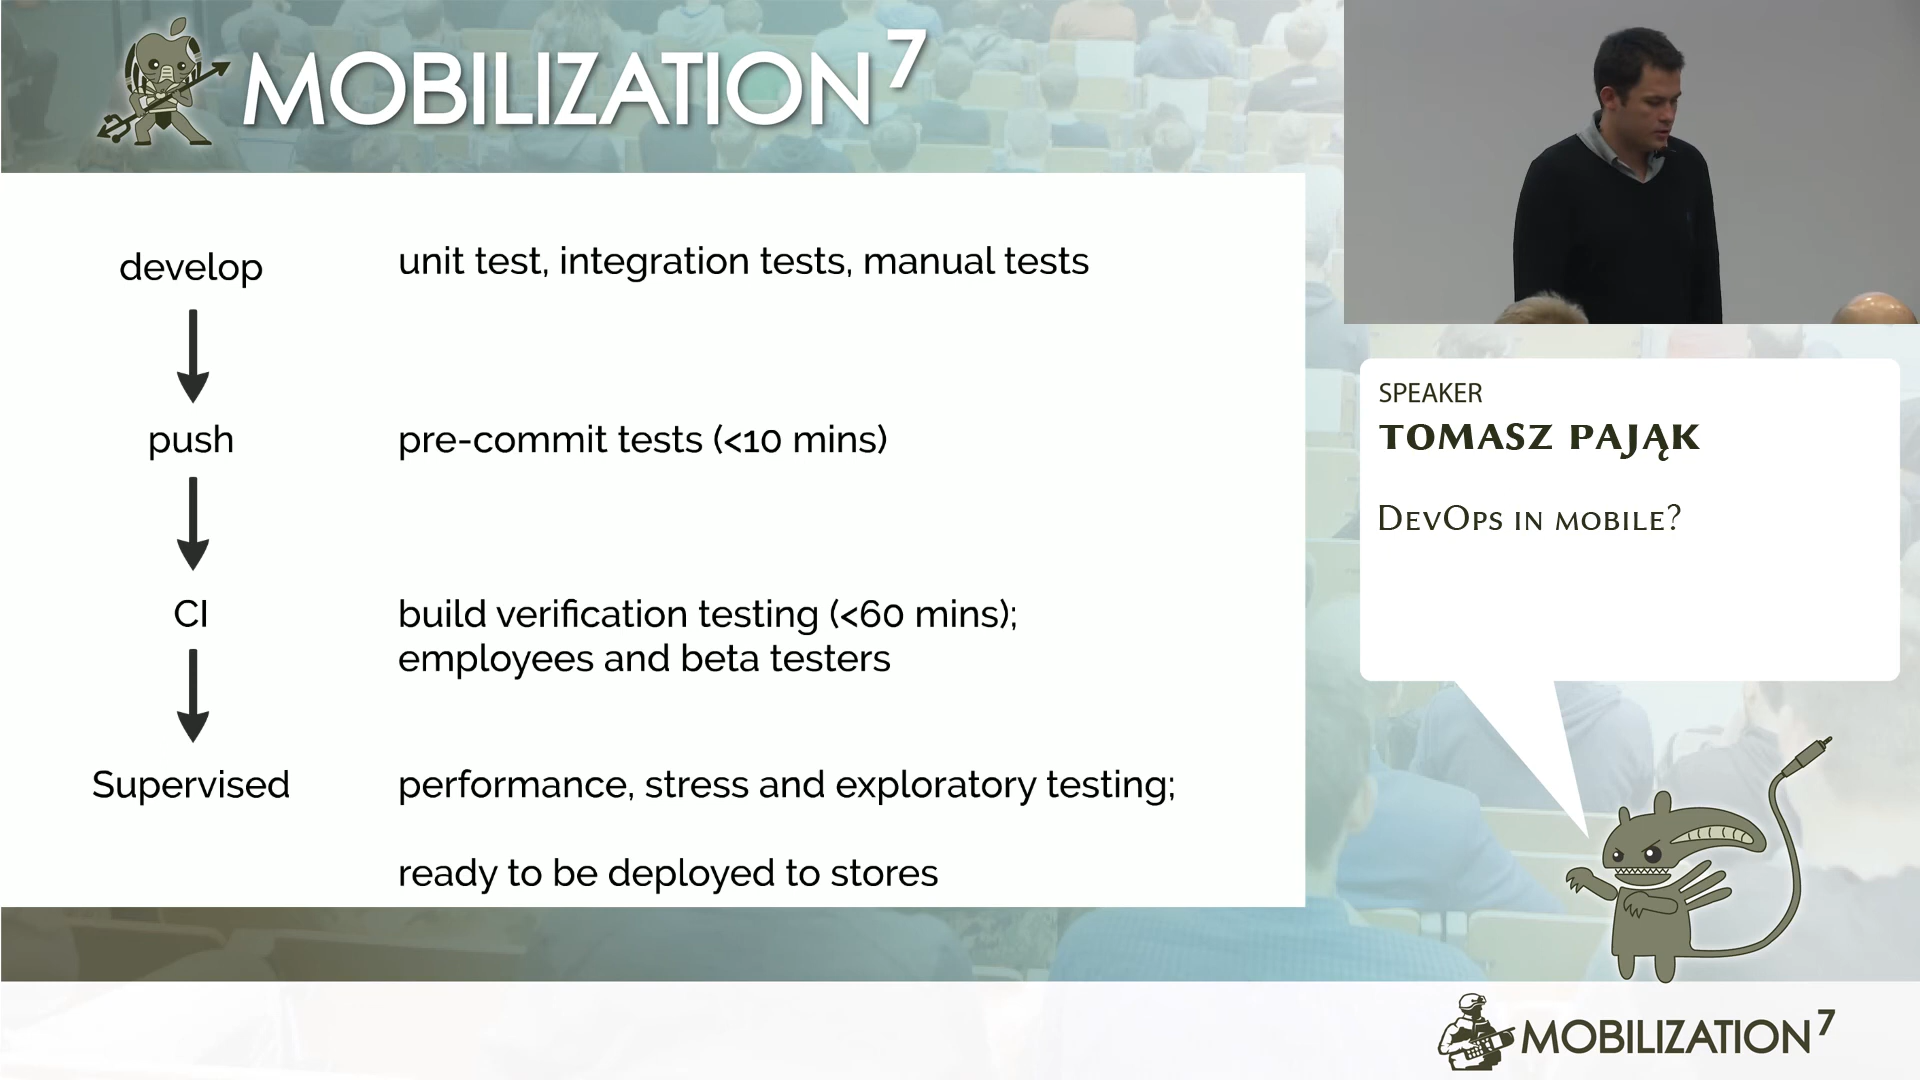 MOBILIZATION 7
develop
unit test, integration tests, manual tests
push
pre-commit tests (<10 mins)
CI
build verification testing (<60 mins);
employees and beta testers
Supervised
performance, stress and exploratory testing;
ready to be deployed to stores
SPEAKER
TOMASZ PAJĄK
DEVOPS IN MOBILE?
MOBILIZATION 7